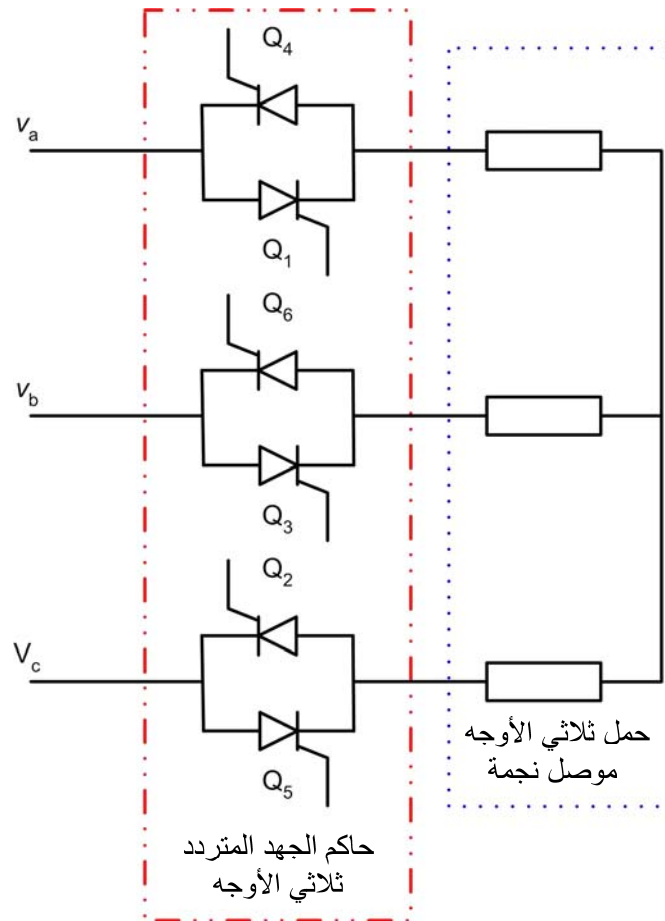 Q4
va
Q1
Q6
vb
Q3
Q2
Vc
Q5
حمل ثلاثي الأوجه
موصل نجمة
حاكم الجهد المتردد
ثلاثي الأوجه